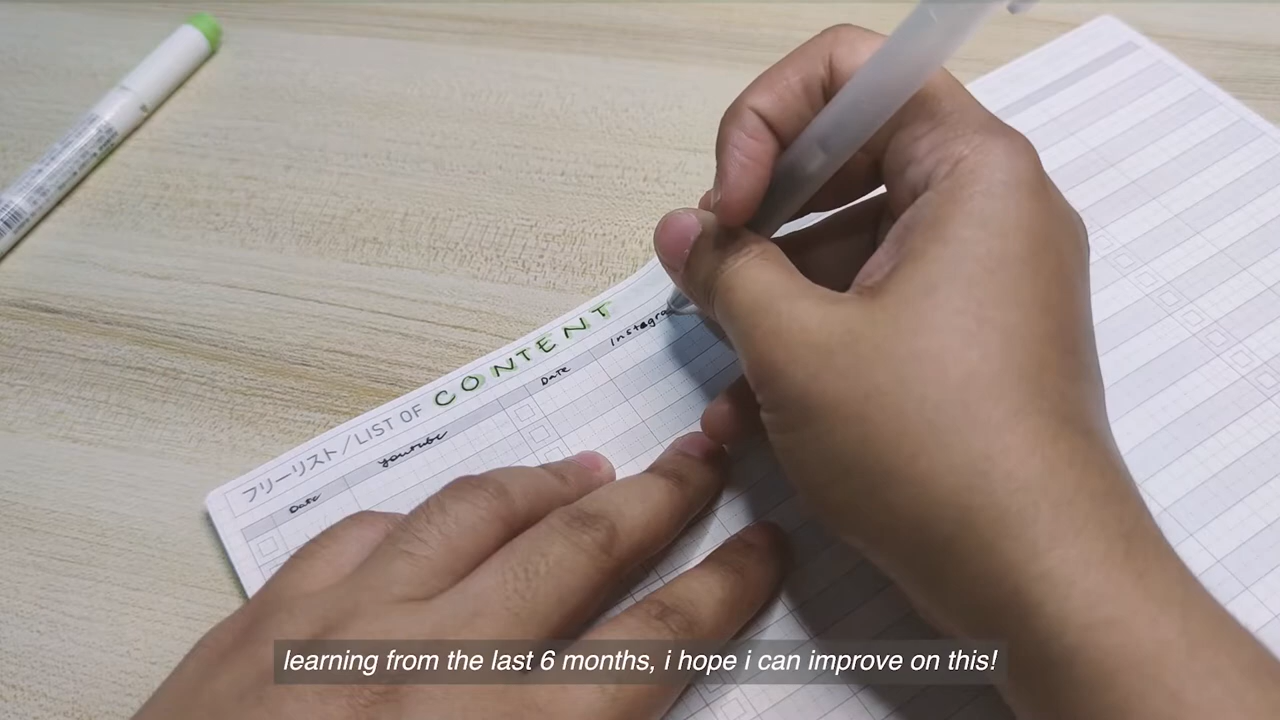 フリーリスト/LIST OF CONTENT
Date youtube Date Instagra
learning from the last 6 months, i hope i can improve on this!